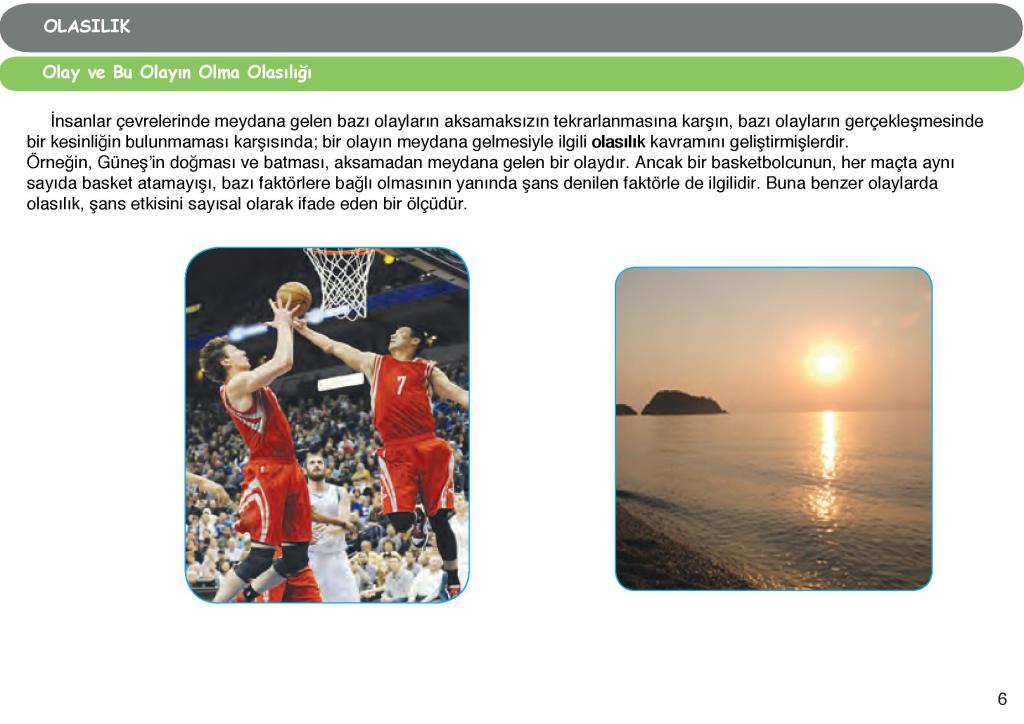 OLASILIK
Olay ve Bu Olayın Olma Olasılığı
İnsanlar çevrelerinde meydana gelen bazı olayların aksamaksızın tekrarlanmasına karşın, bazı olayların gerçekleşmesinde
bir kesinliğin bulunmaması karşısında; bir olayın meydana gelmesiyle ilgili olasılık kavramını geliştirmişlerdir.
Örneğin, Güneş'in doğması ve batması, aksamadan meydana gelen bir olaydır. Ancak bir basketbolcunun, her maçta aynı
sayıda basket atamayışı, bazı faktörlere bağlı olmasının yanında şans denilen faktörle de ilgilidir. Buna benzer olaylarda
olasılık, şans etkisini sayısal olarak ifade eden bir ölçüdür.
7
6